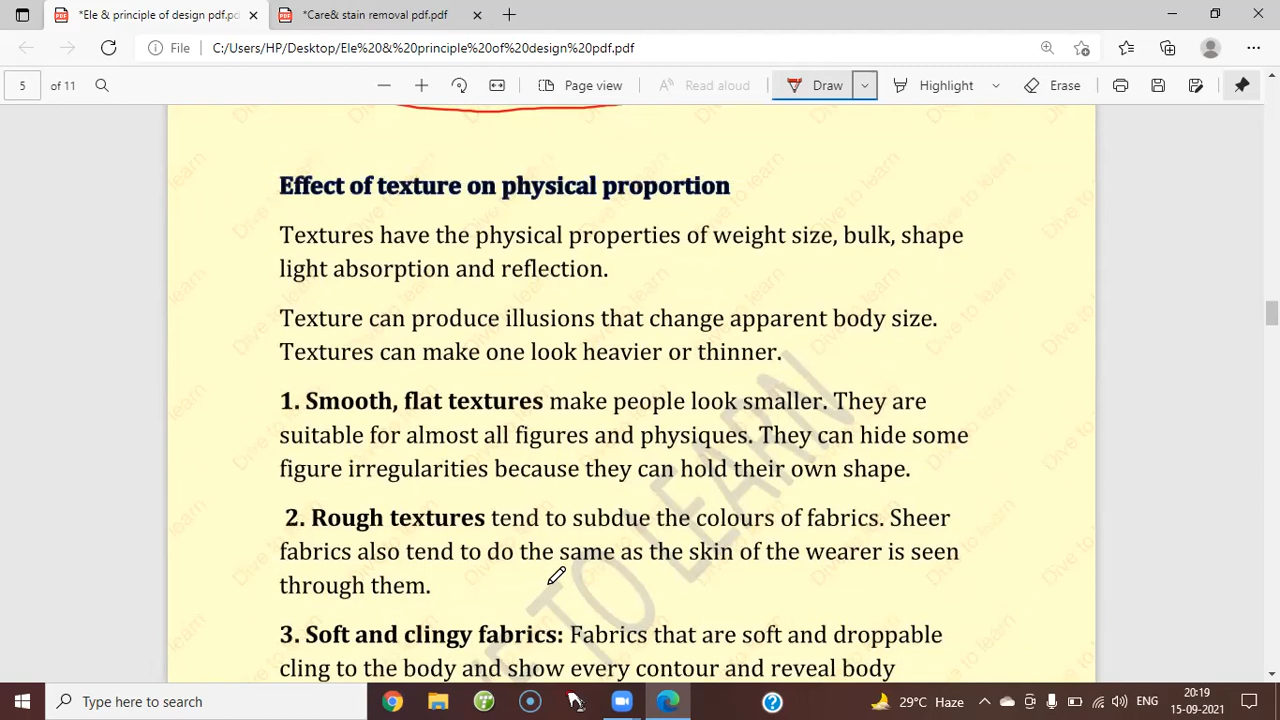 *Ele & principle of design pdf.pdf
*Care& stain removal pdf.pdf
File
C:/Users/HP/Desktop/Ele%20&%20principle%20of%20design%20pdf.pdf
5 of 11
Page view
Read aloud
Draw
Highlight
Erase
Effect of texture on physical proportion
Textures have the physical properties of weight size, bulk, shape
light absorption and reflection.
Texture can produce illusions that change apparent body size.
Textures can make one look heavier or thinner.
1. Smooth, flat textures make people look smaller. They are
suitable for almost all figures and physiques. They can hide some
figure irregularities because they can hold their own shape.
2. Rough textures tend to subdue the colours of fabrics. Sheer
fabrics also tend to do the same as the skin of the wearer is seen
through them.
3. Soft and clingy fabrics: Fabrics that are soft and droppable
cling to the body and show every contour and reveal body
TO LEARN
Dive to learn
Type here to search
29°C Haze
ENG
20:19
15-09-2021